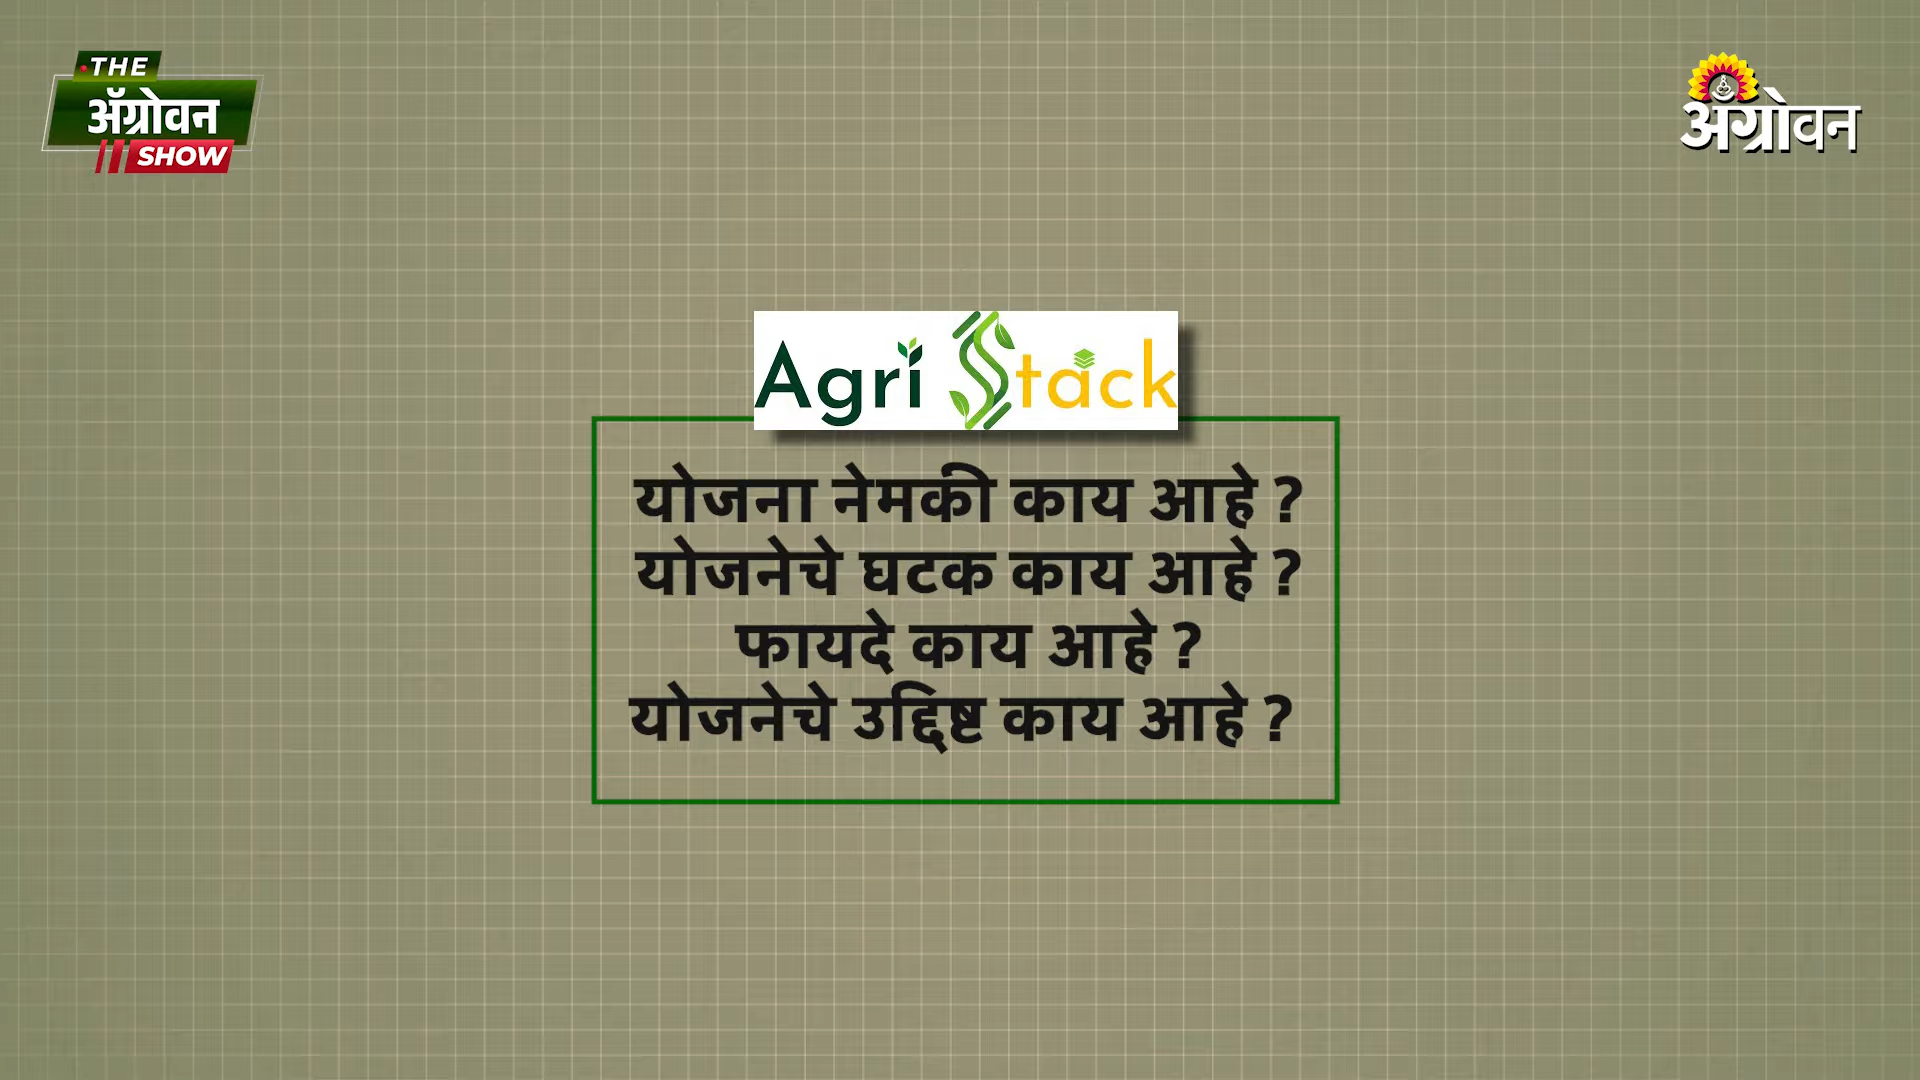 THE
ॲग्रोवन
SHOW
ॲग्रोवन
Agri Stack
योजना नेमकी काय आहे ?
योजनेचे घटक काय आहे ?
फायदे काय आहे ?
योजनेचे उद्दिष्ट काय आहे ?